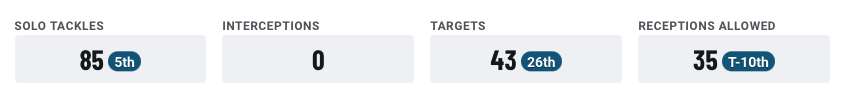 SOLO TACKLES INTERCEPTIONS TARGETS RECEPTIONS ALLOWED
85 5th 0 43 26th 35 T-10th